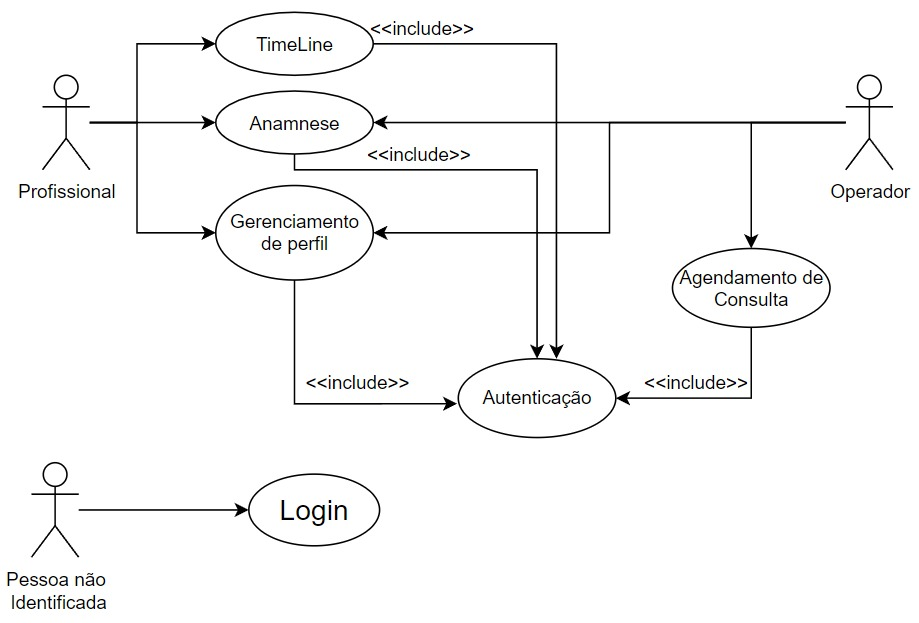 <<include>>
TimeLine
Anamnese
<<include>>
Profissional
Operador
Gerenciamento
de perfil
Agendamento de
Consulta
<<include>>
<<include>>
Autenticação
Login
Pessoa não
Identificada